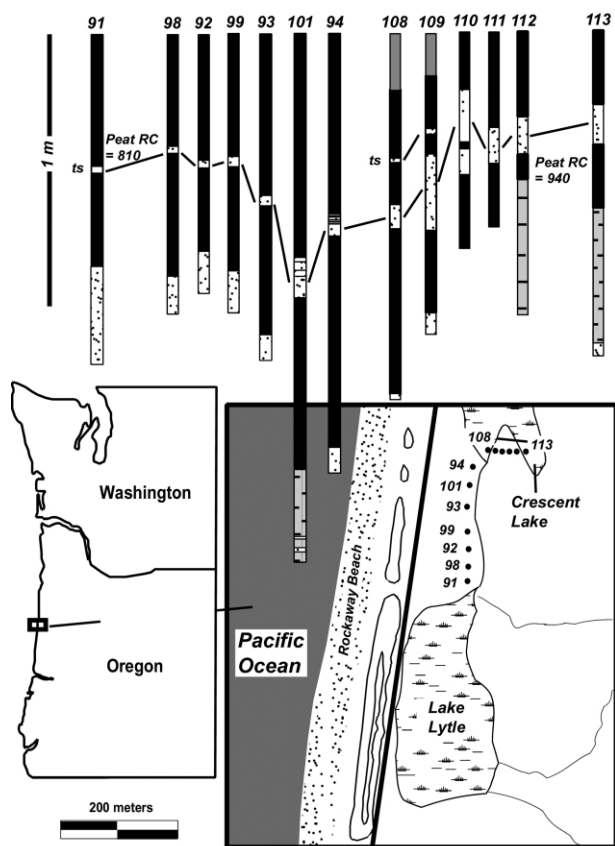 91 98 92 99 93 101 94 108 109 110 111 112 113
1 m
Peat RC
= 810
ts
ts
Peat RC
= 940
Washington
Oregon
200 meters
Pacific
Ocean
Rockaway Beach
108
113
94
101
93
99
92
98
91
Crescent
Lake
Lake
Lytle